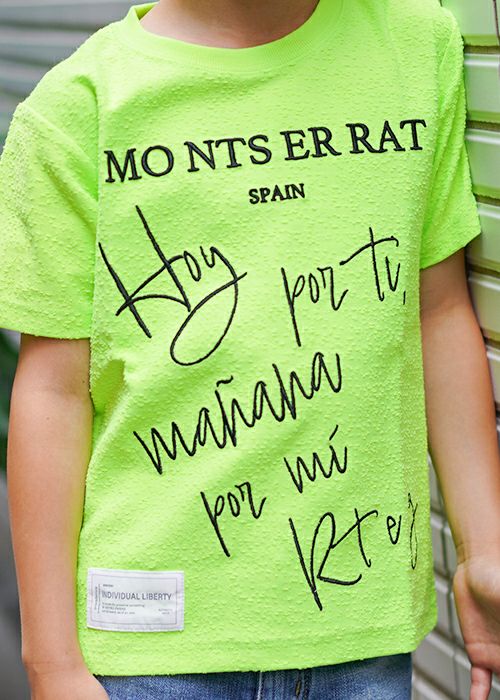 MO NTS ER RAT
SPAIN
Hoy
por ti,
mañana
por mí
INDIVIDUAL LIBERTY